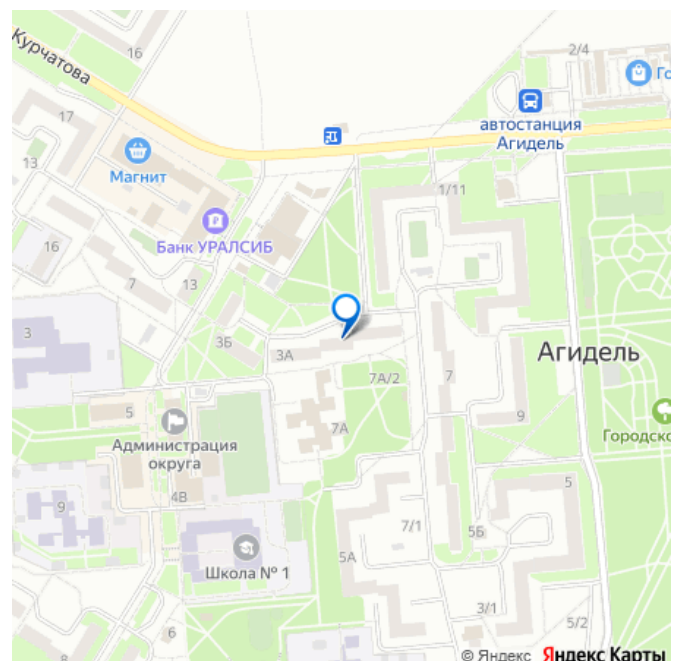 Курчатова
16
2/4
Го
17
автостанция
Агидель
13
Магнит
1/11
Банк УРАЛСИБ
16
7
13
3
3Б
3А
Агидель
7А/2
7
5
9
7А
Администрация
округа
Городско
4В
5
9
7/1
5Б
5А
Школа № 1
3/1
6
5/2
17
© Яндекс Яндекс Карты